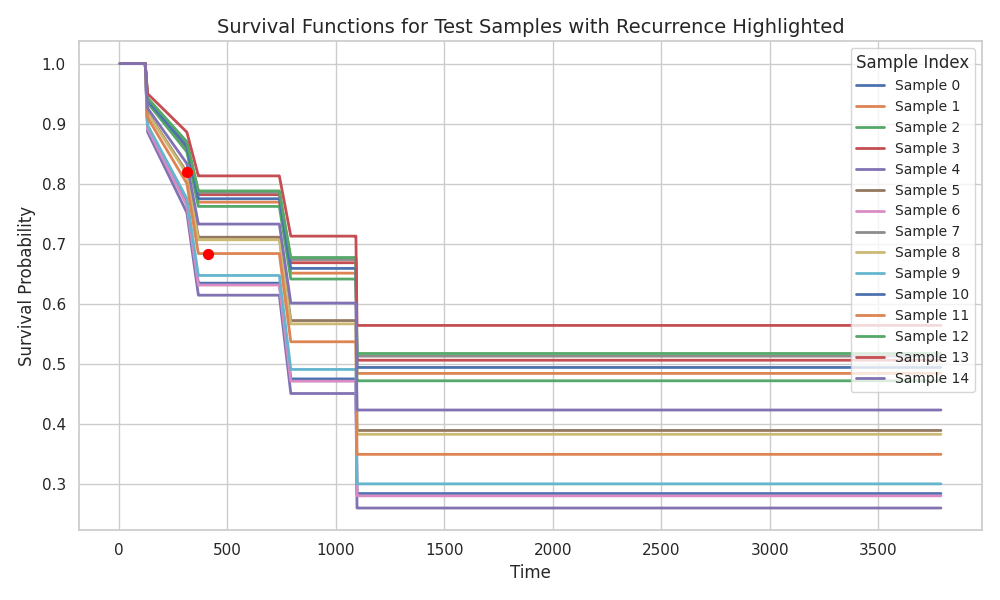 Survival Functions for Test Samples with Recurrence Highlighted
Survival Probability
1.0
0.9
0.8
0.7
0.6
0.5
0.4
0.3
Sample Index
Sample 0
Sample 1
Sample 2
Sample 3
Sample 4
Sample 5
Sample 6
Sample 7
Sample 8
Sample 9
Sample 10
Sample 11
Sample 12
Sample 13
Sample 14
0 500 1000 1500 2000 2500 3000 3500
Time